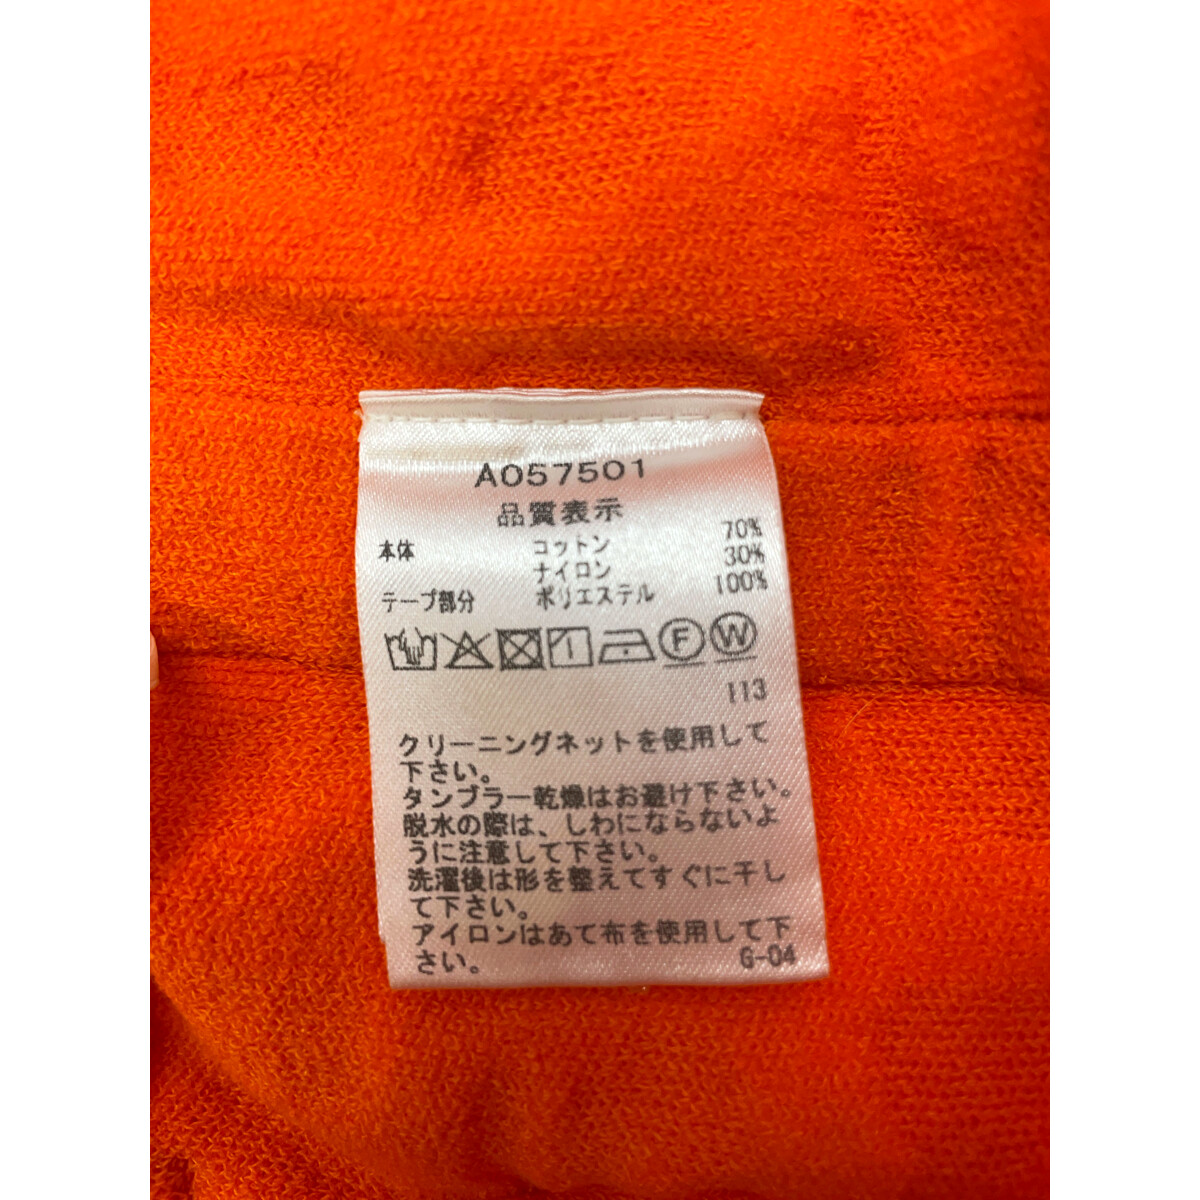 A057501
品質表示
本体 コットン 70%
ナイロン 30%
テープ部分 ポリエステル 100%
F W
113
クリーニングネットを使用して
下さい。
タンブラー乾燥はお避け下さい。
脱水の際は、しわにならないよ
うに注意して下さい。
洗濯後は形を整えてすぐに干し
て下さい。
アイロンはあて布を使用して下
さい。 G-04